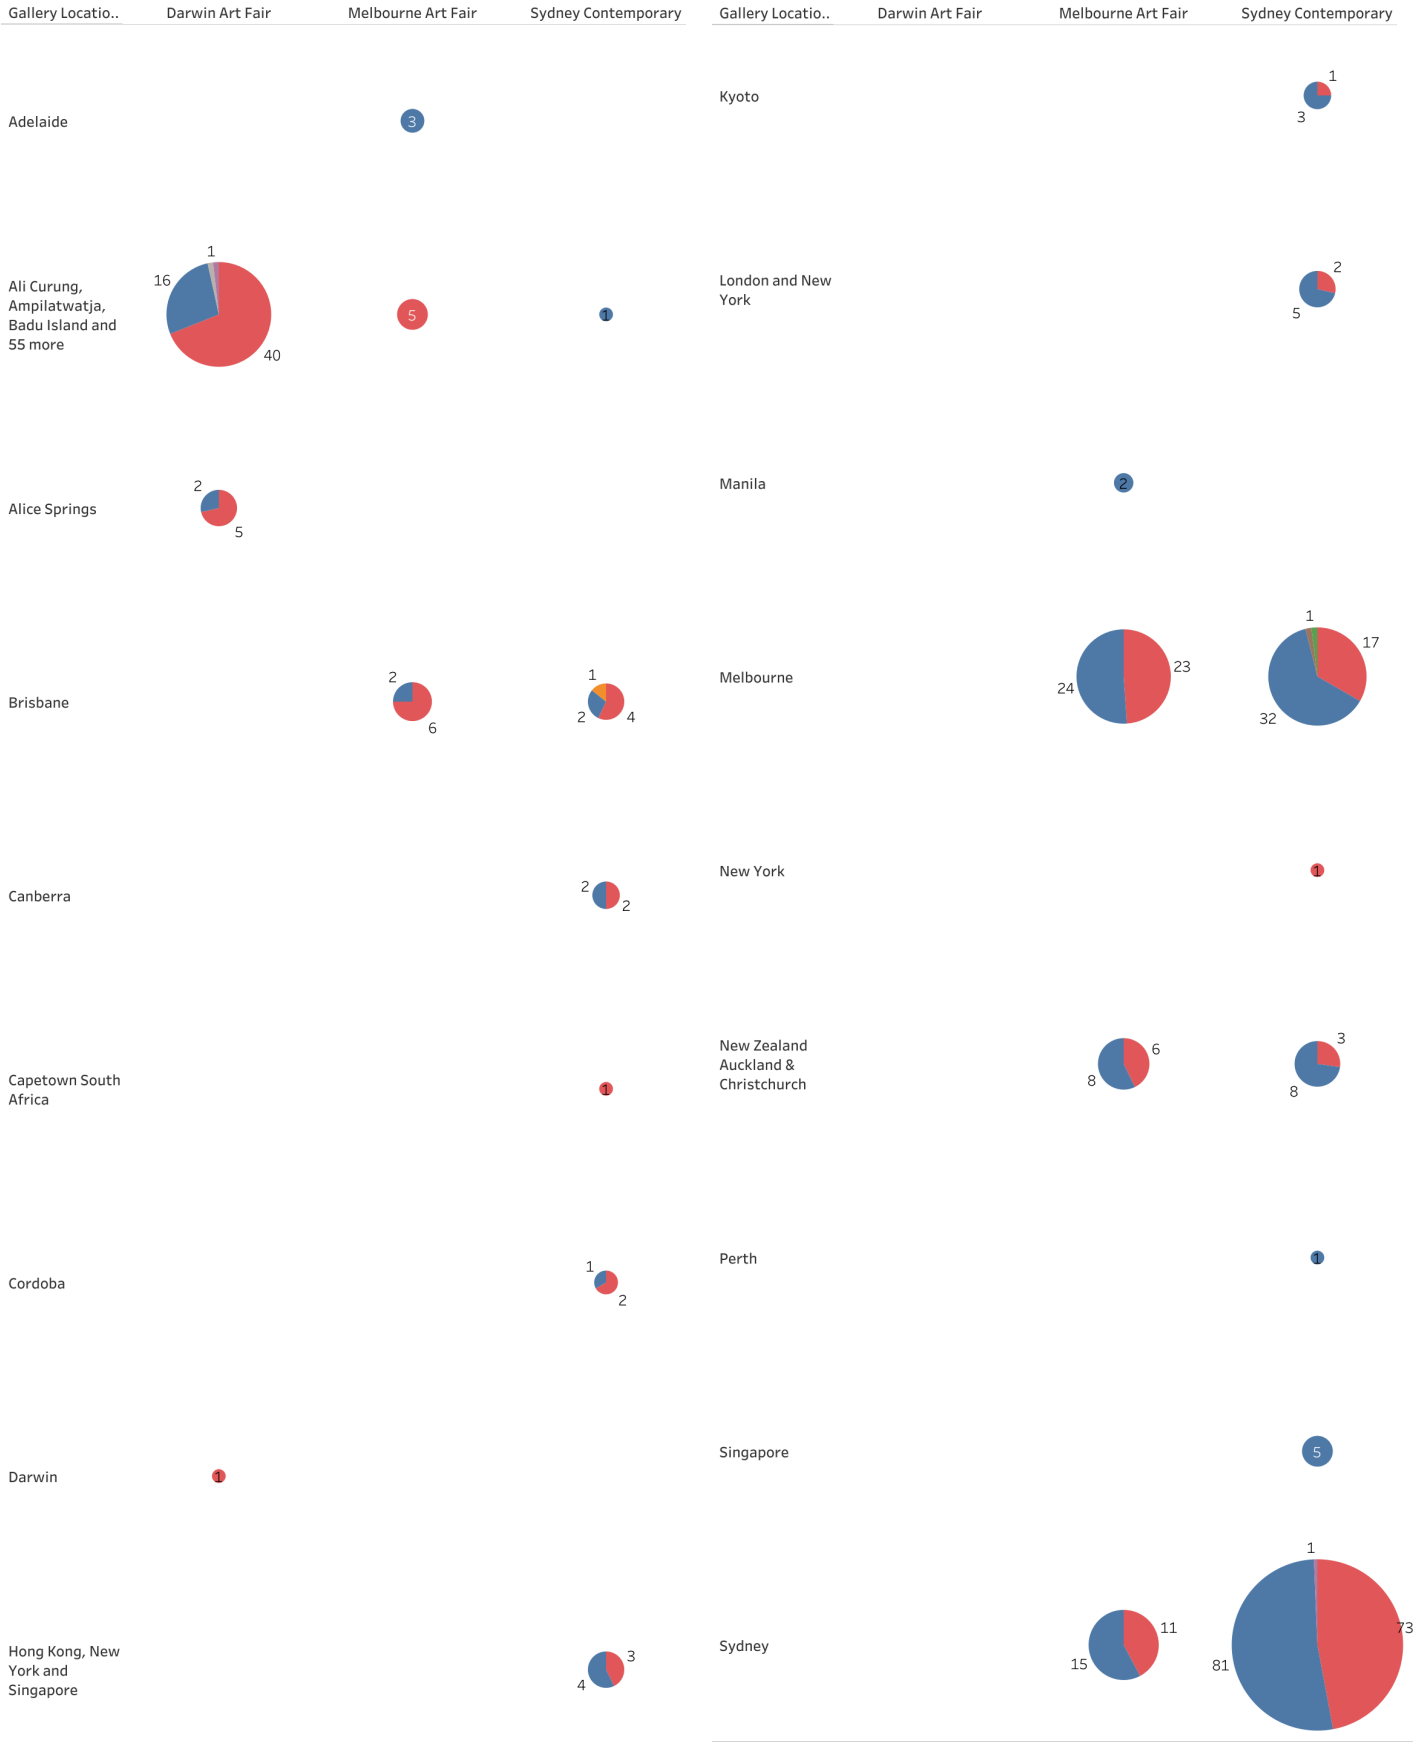 Gallery Locatio.. Darwin Art Fair Melbourne Art Fair Sydney Contemporary
Adelaide
3
1
16
Ali Curung,
Ampilatwatja,
Badu Island and
55 more
5
1
40
2
Alice Springs
5
2
1
Brisbane
2
4
6
2
Canberra
2
Capetown South
Africa
1
1
Cordoba
2
Darwin
1
Hong Kong, New
York and
Singapore
3
4
Gallery Locatio.. Darwin Art Fair Melbourne Art Fair Sydney Contemporary
1
Kyoto
3
2
London and New
York
5
Manila
2
1
17
23
Melbourne
24
32
New York
1
New Zealand
Auckland &
Christchurch
6
8
3
8
Perth
1
Singapore
5
1
11
73
Sydney
15
81